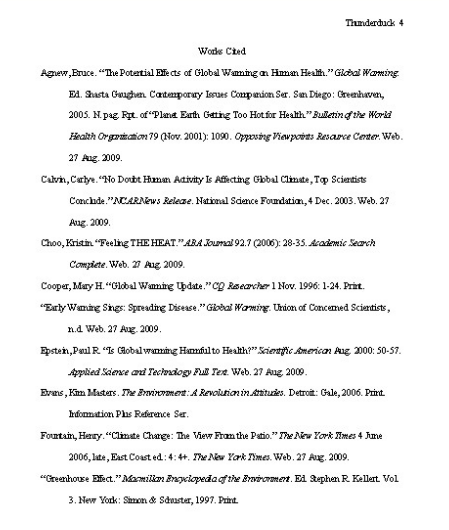 Thunderduck 4
Works Cited
Agnew, Bruce. "The Potential Effects of Global Warming on Human Health." Global Warming.
Ed. Shasta Gaughen. Contemporary Issues Companion Ser. San Diego: Greenhaven,
2005. N. pag. Rpt. of "Planet Earth Getting Too Hot for Health." Bulletin of the World
Health Organization 79 (Nov. 2001): 1090. Opposing Viewpoints Resource Center. Web.
27 Aug. 2009.
Calvin, Carlye. "No Doubt Human Activity Is Affecting Global Climate, Top Scientists
Conclude." NCAR News Release. National Science Foundation, 4 Dec. 2003. Web. 27
Aug. 2009.
Choo, Kristin. "Feeling THE HEAT." ABA Journal 92.7 (2006): 28-35. Academic Search
Complete. Web. 27 Aug. 2009.
Cooper, Mary H. "Global Warming Update." CQ Researcher 1 Nov. 1996: 1-24. Print.
"Early Warning Sings: Spreading Disease." Global Warming. Union of Concerned Scientists,
n.d. Web. 27 Aug. 2009.
Epstein, Paul R. "Is Global warming Harmful to Health?" Scientific American Aug. 2000: 50-57.
Applied Science and Technology Full Text. Web. 27 Aug. 2009.
Evans, Kim Masters. The Environment: A Revolution in Attitudes. Detroit: Gale, 2006. Print.
Information Plus Reference Ser.
Fountain, Henry. "Climate Change: The View From the Patio." The New York Times 4 June
2006, late, East Coast ed.: 4: 4+. The New York Times. Web. 27 Aug. 2009.
"Greenhouse Effect." Macmillan Encyclopedia of the Environment. Ed. Stephen R. Kellert. Vol.
3. New York: Simon & Schuster, 1997. Print.